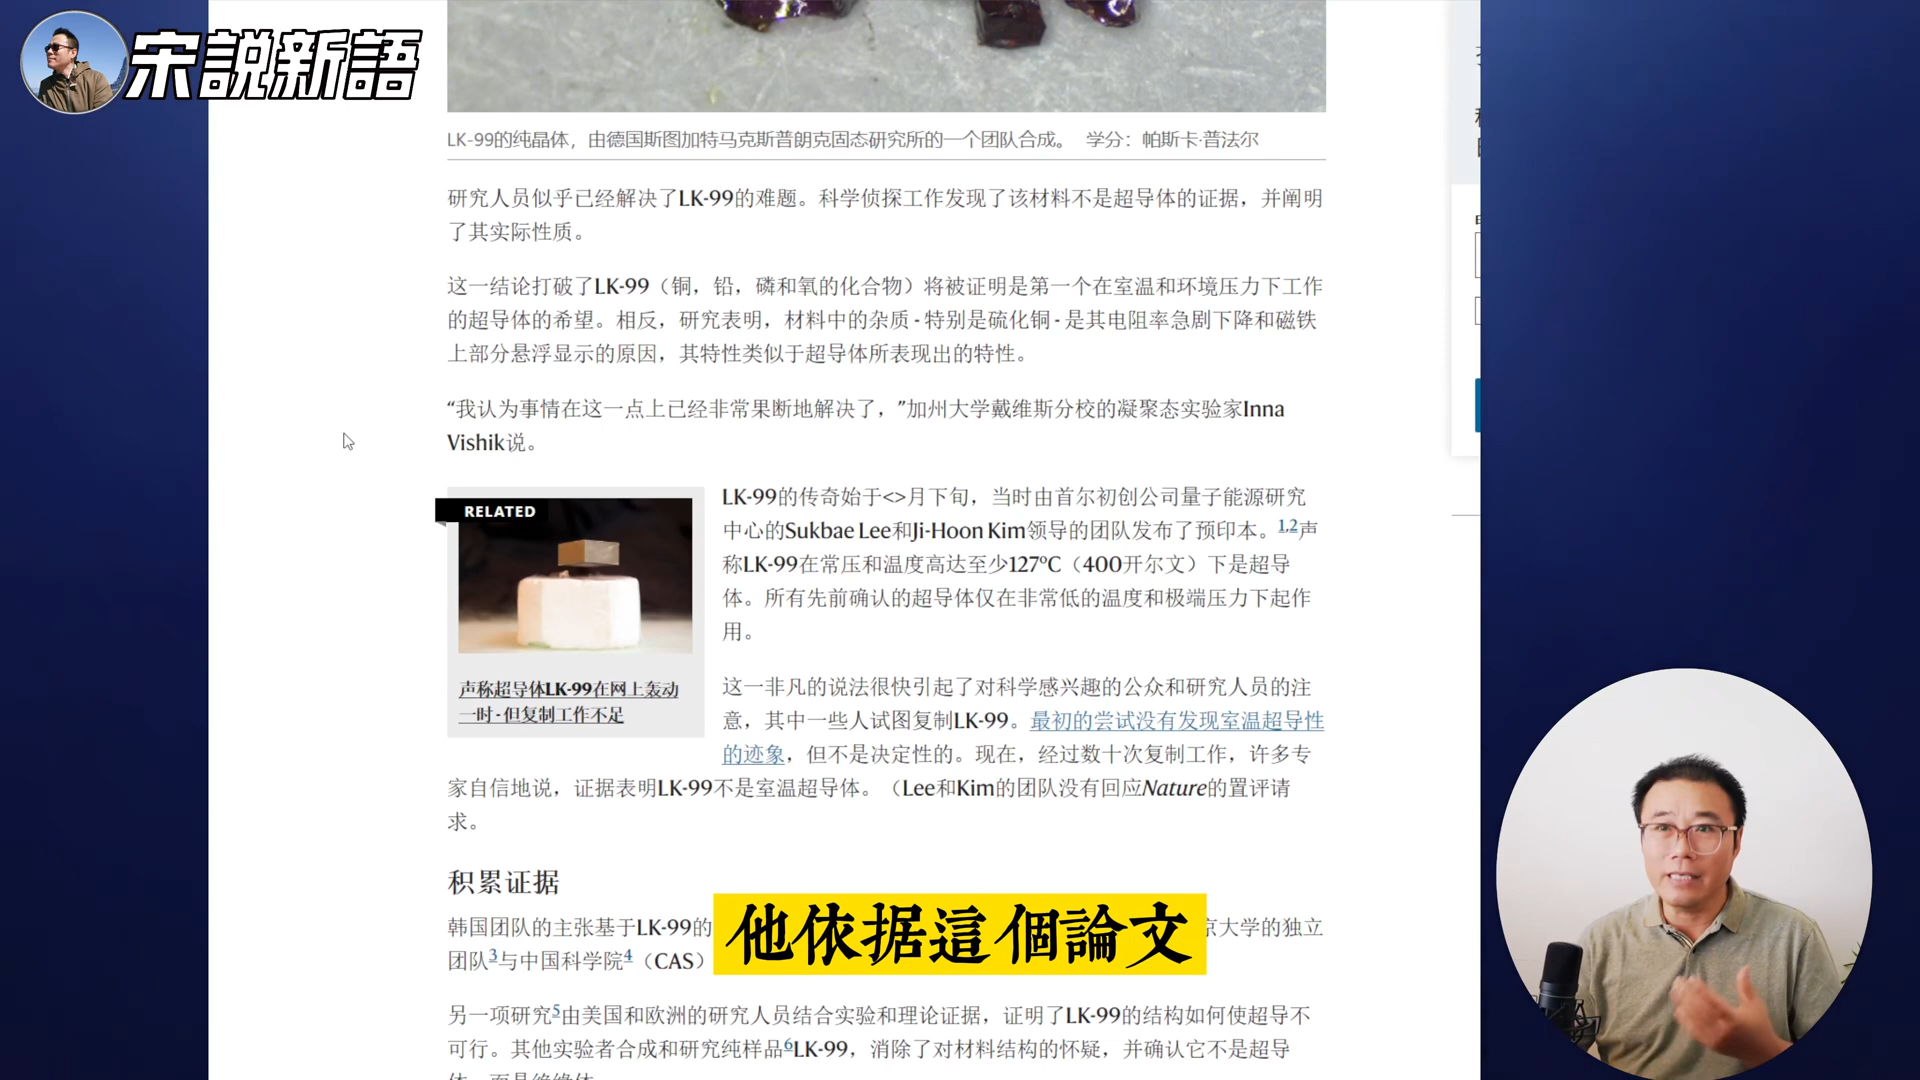 宋説新語
LK-99的纯晶体，由德国斯图加特马克斯普朗克固态研究所的一个团队合成。 学分：帕斯卡·普法尔
研究人员似乎已经解决了LK-99的难题。科学侦探工作发现了该材料不是超导体的证据，并阐明
了其实际性质。
这一结论打破了LK-99（铜，铅，磷和氧的化合物）将被证明是第一个在室温和环境压力下工作
的超导体的希望。相反，研究表明，材料中的杂质 - 特别是硫化铜 - 是其电阻率急剧下降和磁铁
上部分悬浮显示的原因，其特性类似于超导体所表现出的特性。
“我认为事情在这一点上已经非常果断地解决了，”加州大学戴维斯分校的凝聚态实验家Inna
Vishik说。
RELATED
声称超导体LK-99在网上轰动
一时 - 但复制工作不足
LK-99的传奇始于<>月下旬，当时由首尔初创公司量子能源研究
中心的Sukbae Lee和Ji-Hoon Kim领导的团队发布了预印本。1,2声
称LK-99在常压和温度高达至少127°C（400开尔文）下是超导
体。所有先前确认的超导体仅在非常低的温度和极端压力下起作
用。
这一非凡的说法很快引起了对科学感兴趣的公众和研究人员的注
意，其中一些人试图复制LK-99。最初的尝试没有发现室温超导性
的迹象，但不是决定性的。现在，经过数十次复制工作，许多专
家自信地说，证据表明LK-99不是室温超导体。（Lee和Kim的团队没有回应Nature的置评请
求。
积累证据
韩国团队的主张基于LK-99的
京大学的独立
团队3与中国科学院4（CAS）
他依据這個論文
另一项研究5由美国和欧洲的研究人员结合实验和理论证据，证明了LK-99的结构如何使超导不
可行。其他实验者合成和研究纯样品6LK-99，消除了对材料结构的怀疑，并确认它不是超导